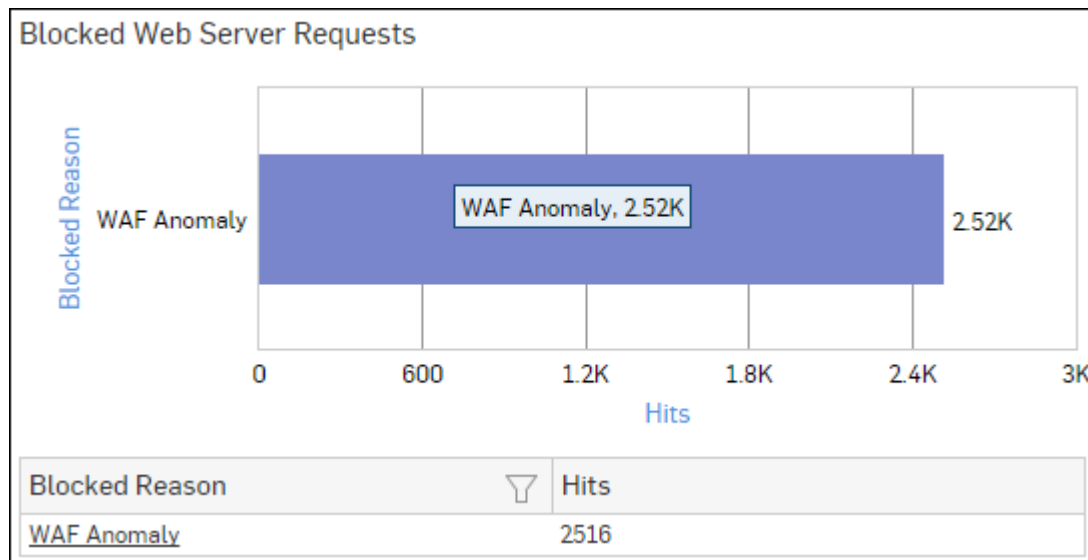 Blocked Web Server Requests
Blocked Reason
WAF Anomaly
WAF Anomaly, 2.52K
2.52K
0 600 1.2K 1.8K 2.4K 3K
Hits
Blocked Reason Hits
WAF Anomaly 2516